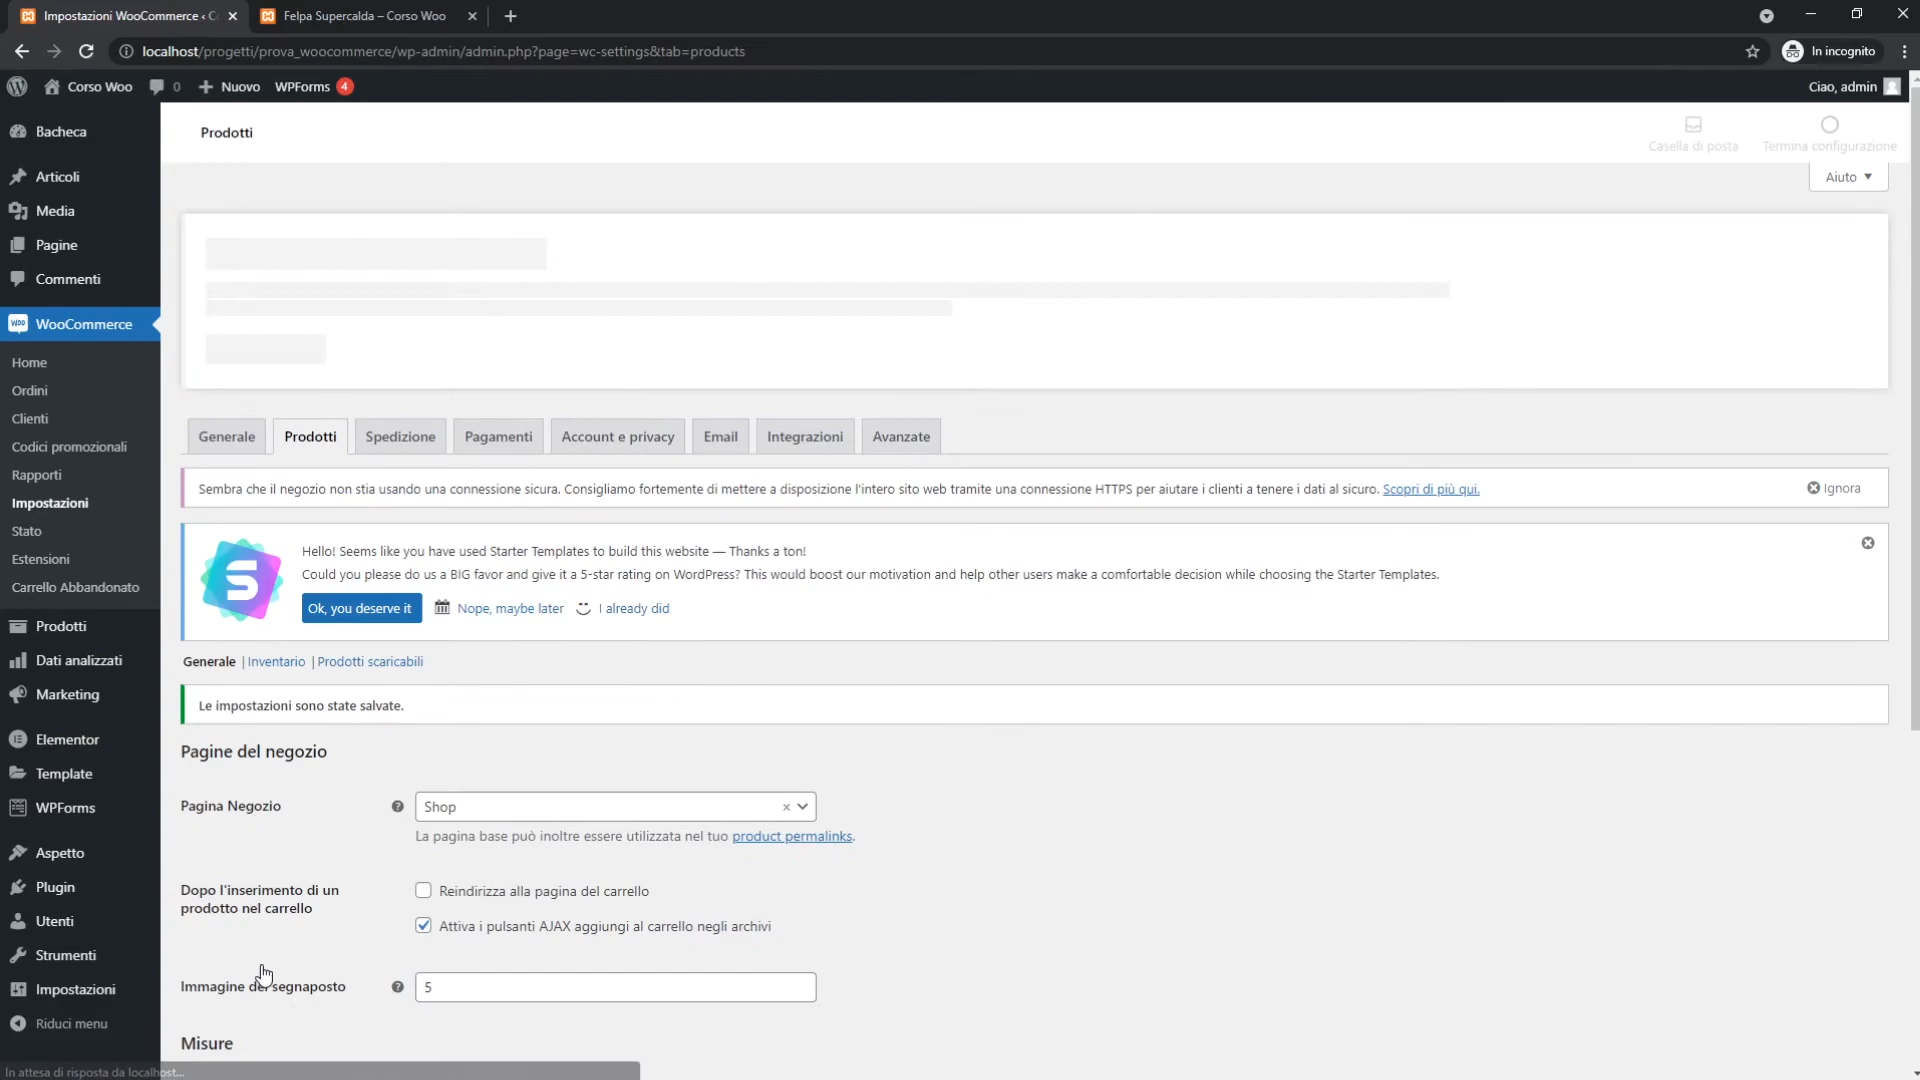 Impostazioni WooCommerce ‹ C
Felpa Supercalda – Corso Woo
localhost/progetti/prova_woocommerce/wp-admin/admin.php?page=wc-settings&tab=products
In incognito
Corso Woo
0
Nuovo
WPForms
4
Ciao, admin
Bacheca
Articoli
Media
Pagine
Commenti
WooCommerce
Home
Ordini
Clienti
Codici promozionali
Rapporti
Impostazioni
Stato
Estensioni
Carrello Abbandonato
Prodotti
Dati analizzati
Marketing
Elementor
Template
WPForms
Aspetto
Plugin
Utenti
Strumenti
Impostazioni
Riduci menu
In attesa di risposta da localhost...
Prodotti
Casella di posta
Termina configurazione
Aiuto
Generale
Prodotti
Spedizione
Pagamenti
Account e privacy
Email
Integrazioni
Avanzate
Sembra che il negozio non stia usando una connessione sicura. Consigliamo fortemente di mettere a disposizione l'intero sito web tramite una connessione HTTPS per aiutare i clienti a tenere i dati al sicuro. Scopri di più qui.
Ignora
Hello! Seems like you have used Starter Templates to build this website — Thanks a ton!
Could you please do us a BIG favor and give it a 5-star rating on WordPress? This would boost our motivation and help other users make a comfortable decision while choosing the Starter Templates.
Ok, you deserve it
Nope, maybe later
I already did
Generale | Inventario | Prodotti scaricabili
Le impostazioni sono state salvate.
Pagine del negozio
Pagina Negozio
Shop
La pagina base può inoltre essere utilizzata nel tuo product permalinks.
Dopo l'inserimento di un
prodotto nel carrello
Reindirizza alla pagina del carrello
Attiva i pulsanti AJAX aggiungi al carrello negli archivi
Immagine del segnaposto
5
Misure